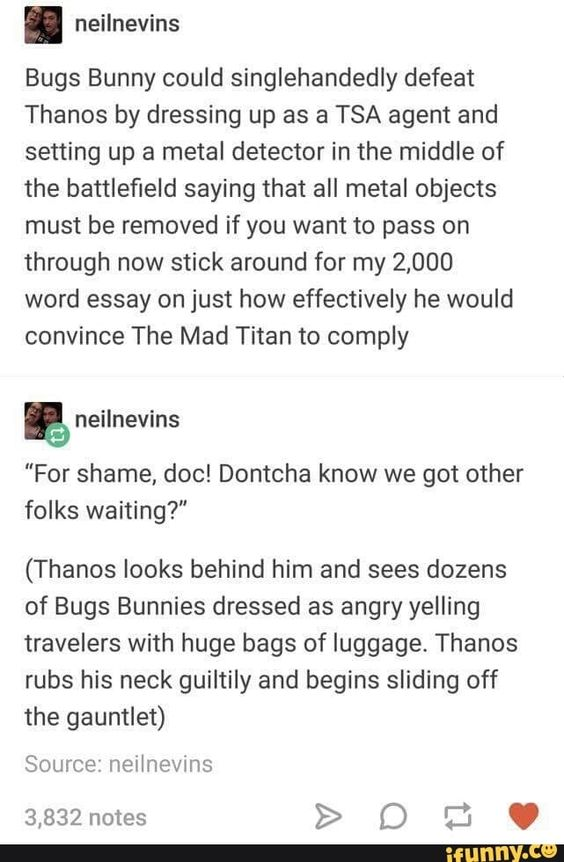 neilnevins
Bugs Bunny could singlehandedly defeat
Thanos by dressing up as a TSA agent and
setting up a metal detector in the middle of
the battlefield saying that all metal objects
must be removed if you want to pass on
through now stick around for my 2,000
word essay on just how effectively he would
convince The Mad Titan to comply
neilnevins
“For shame, doc! Dontcha know we got other
folks waiting?”
(Thanos looks behind him and sees dozens
of Bugs Bunnies dressed as angry yelling
travelers with huge bags of luggage. Thanos
rubs his neck guiltily and begins sliding off
the gauntlet)
Source: neilnevins
3,832 notes
ifunny.co